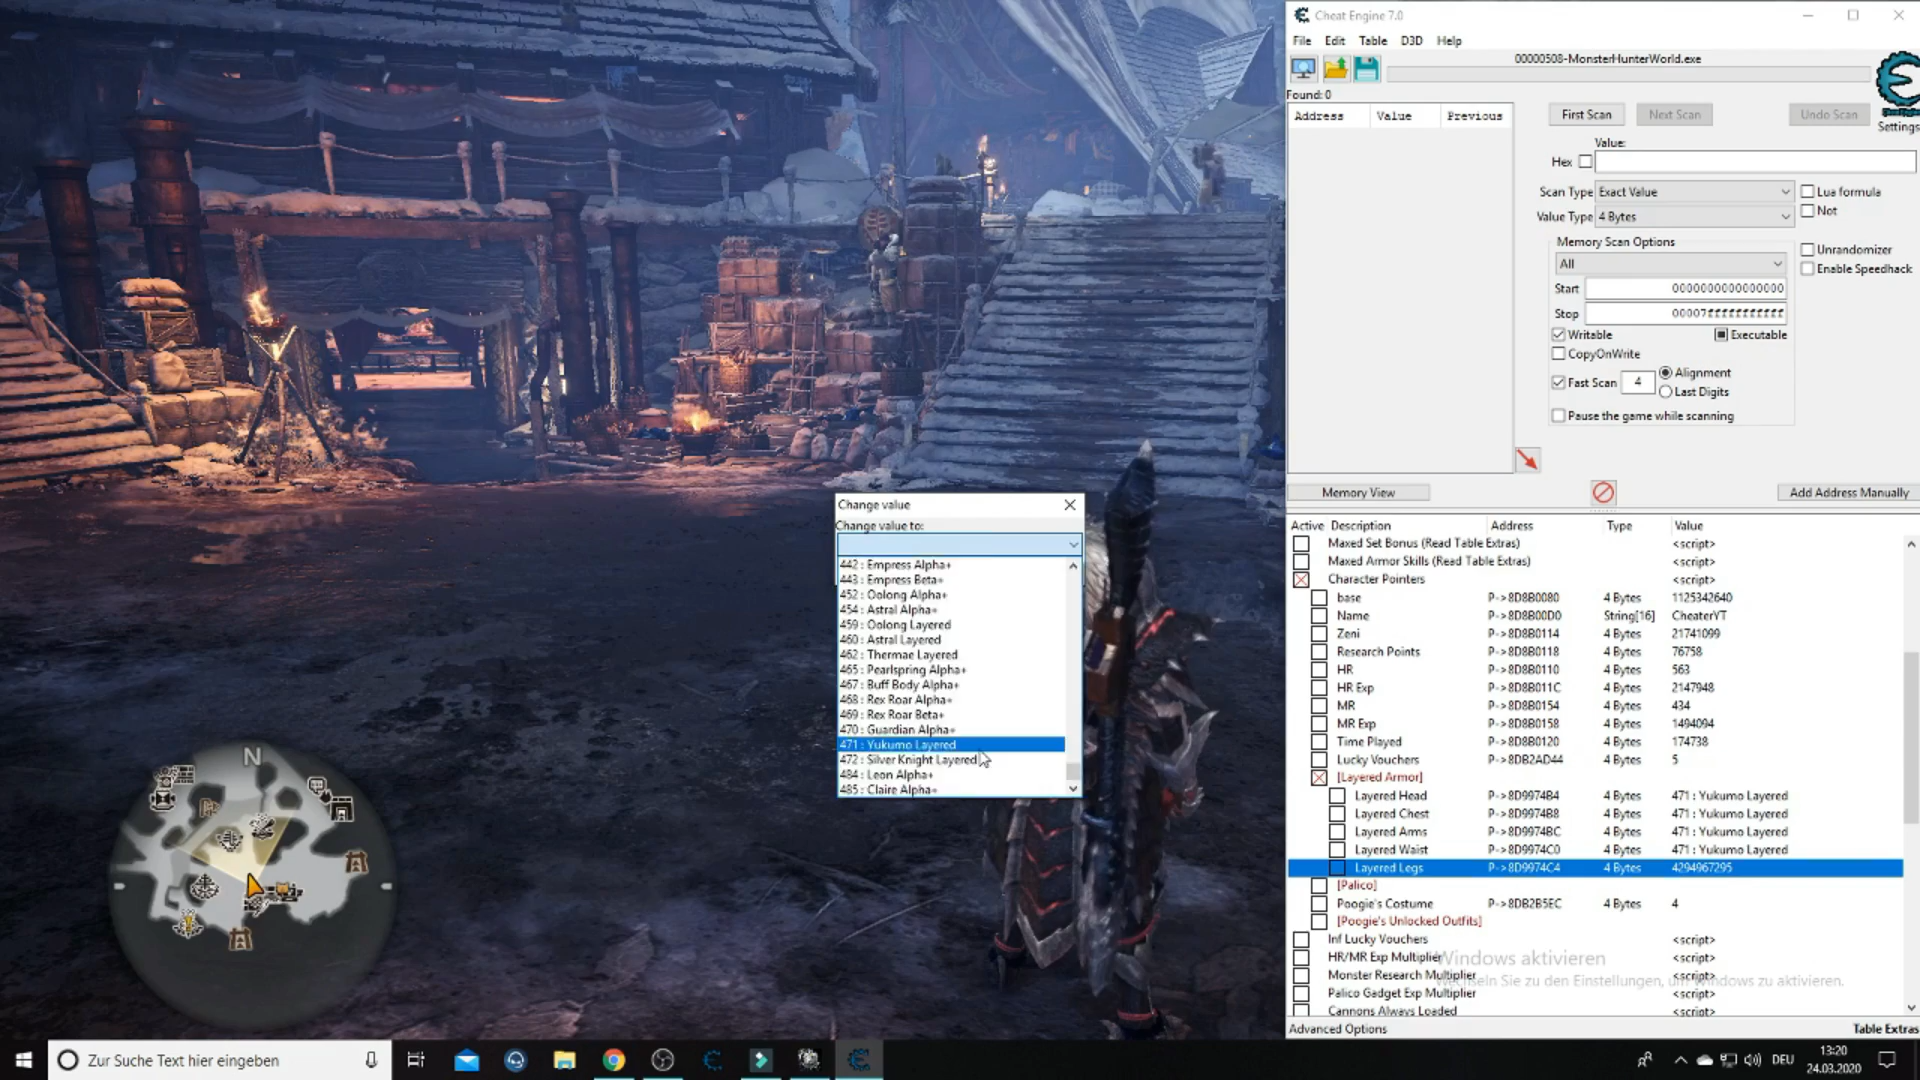 Cheat Engine 7.0
File Edit Table D3D Help
00000508-MonsterHunterWorld.exe
Found: 0
Address Value Previous
First Scan Next Scan Undo Scan
Settings
Value:
Hex
Scan Type Exact Value Lua formula
Value Type 4 Bytes Not
Memory Scan Options
All
Unrandomizer
Enable Speedhack
Start 0000000000000000
Stop 00007fffffffffff
Writable Executable
CopyOnWrite
Fast Scan 4 Alignment
Last Digits
Pause the game while scanning
Memory View Add Address Manually
Change value
Change value to:
442 : Empress Alpha+
443 : Empress Beta+
452 : Oolong Alpha+
454 : Astral Alpha+
459 : Oolong Layered
460 : Astral Layered
462 : Thermae Layered
465 : Pearlspring Alpha+
467 : Buff Body Alpha+
468 : Rex Roar Alpha+
469 : Rex Roar Beta+
470 : Guardian Alpha+
471 : Yukumo Layered
472 : Silver Knight Layered
484 : Leon Alpha+
485 : Claire Alpha+
Active Description Address Type Value
Maxed Set Bonus (Read Table Extras) <script>
Maxed Armor Skills (Read Table Extras) <script>
Character Pointers <script>
base P->8D8B0080 4 Bytes 1125342640
Name P->8D8B00D0 String[16] CheaterYT
Zeni P->8D8B0114 4 Bytes 21741099
Research Points P->8D8B0118 4 Bytes 76758
HR P->8D8B0110 4 Bytes 563
HR Exp P->8D8B011C 4 Bytes 2147948
MR P->8D8B0154 4 Bytes 434
MR Exp P->8D8B0158 4 Bytes 1494094
Time Played P->8D8B0120 4 Bytes 174738
Lucky Vouchers P->8DB2AD44 4 Bytes 5
[Layered Armor]
Layered Head P->8D9974B4 4 Bytes 471 : Yukumo Layered
Layered Chest P->8D9974B8 4 Bytes 471 : Yukumo Layered
Layered Arms P->8D9974BC 4 Bytes 471 : Yukumo Layered
Layered Waist P->8D9974C0 4 Bytes 471 : Yukumo Layered
Layered Legs P->8D9974C4 4 Bytes 4294967295
[Palico]
Poogie's Costume P->8DB2B5EC 4 Bytes 4
[Poogie's Unlocked Outfits]
Inf Lucky Vouchers <script>
HR/MR Exp Multiplier <script>
Monster Research Multiplier <script>
Palico Gadget Exp Multiplier <script>
Cannons Always Loaded <script>
Windows aktivieren
Wechseln Sie zu den Einstellungen, um Windows zu aktivieren.
Advanced Options Table Extras
N
Zur Suche Text hier eingeben
DEU
13:20
24.03.2020